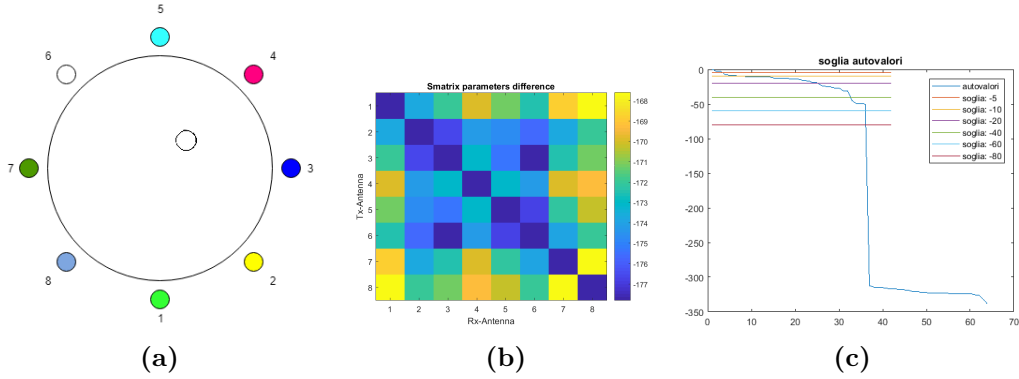 5
6
4
7
3
8
2
1
(a)
Smatrix parameters difference
Tx-Antenna
1
2
3
4
5
6
7
8
1 2 3 4 5 6 7 8
Rx-Antenna
-168
-169
-170
-171
-172
-173
-174
-175
-176
-177
(b)
soglia autovalori
0
-50
-100
-150
-200
-250
-300
-350
0 10 20 30 40 50 60 70
autovalori
soglia: -5
soglia: -10
soglia: -20
soglia: -40
soglia: -60
soglia: -80
(c)